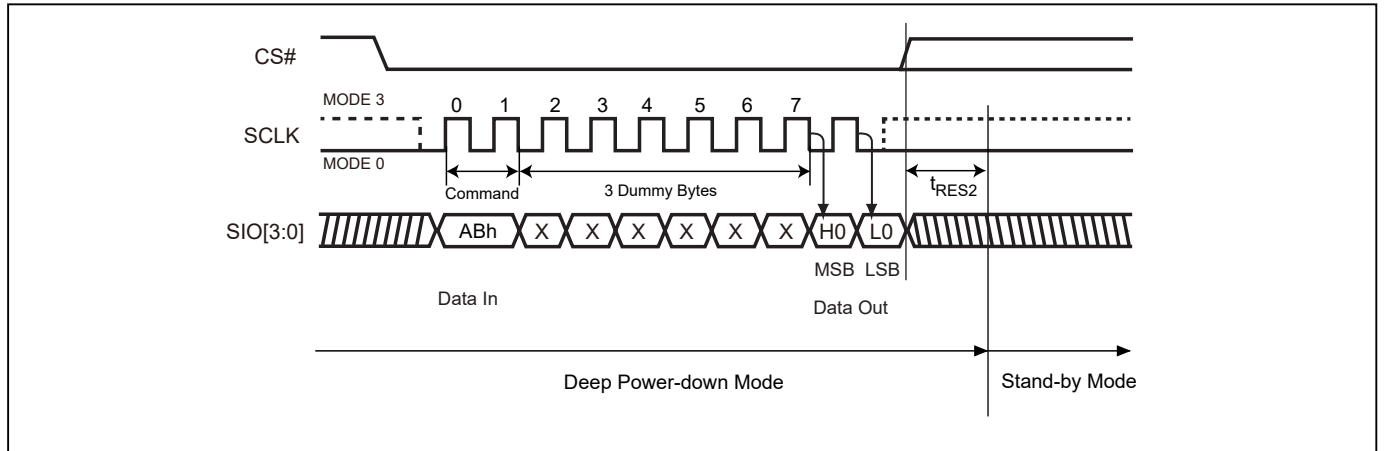 CS#
MODE 3
0 1 2 3 4 5 6 7
SCLK
MODE 0
Command
3 Dummy Bytes
tRES2
SIO[3:0]
ABh X X X X X X H0 L0
MSB LSB
Data In
Data Out
Deep Power-down Mode
Stand-by Mode